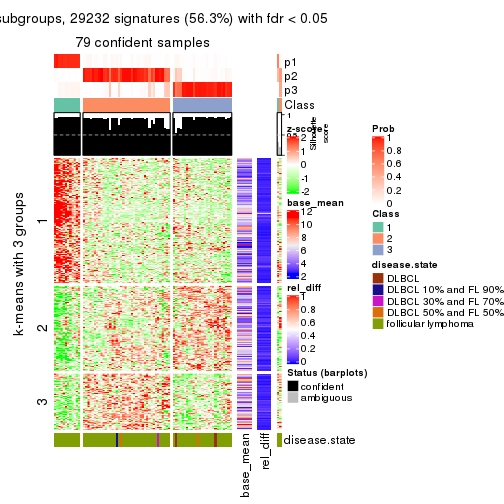 subgroups, 29232 signatures (56.3%) with fdr < 0.05
79 confident samples
p1
p2
p3
Class
1
0.5
Silhouette score
k-means with 3 groups
1
2
3
z-score
2
1
0
-1
-2
base_mean
12
10
8
6
4
2
rel_diff
1
0.8
0.6
0.4
0.2
0
Status (barplots)
confident
ambiguous
Prob
1
0.8
0.6
0.4
0.2
0
Class
1
2
3
disease.state
DLBCL
DLBCL 10% and FL 90%
DLBCL 30% and FL 70%
DLBCL 50% and FL 50%
follicular lymphoma
disease.state
base_mean
rel_diff